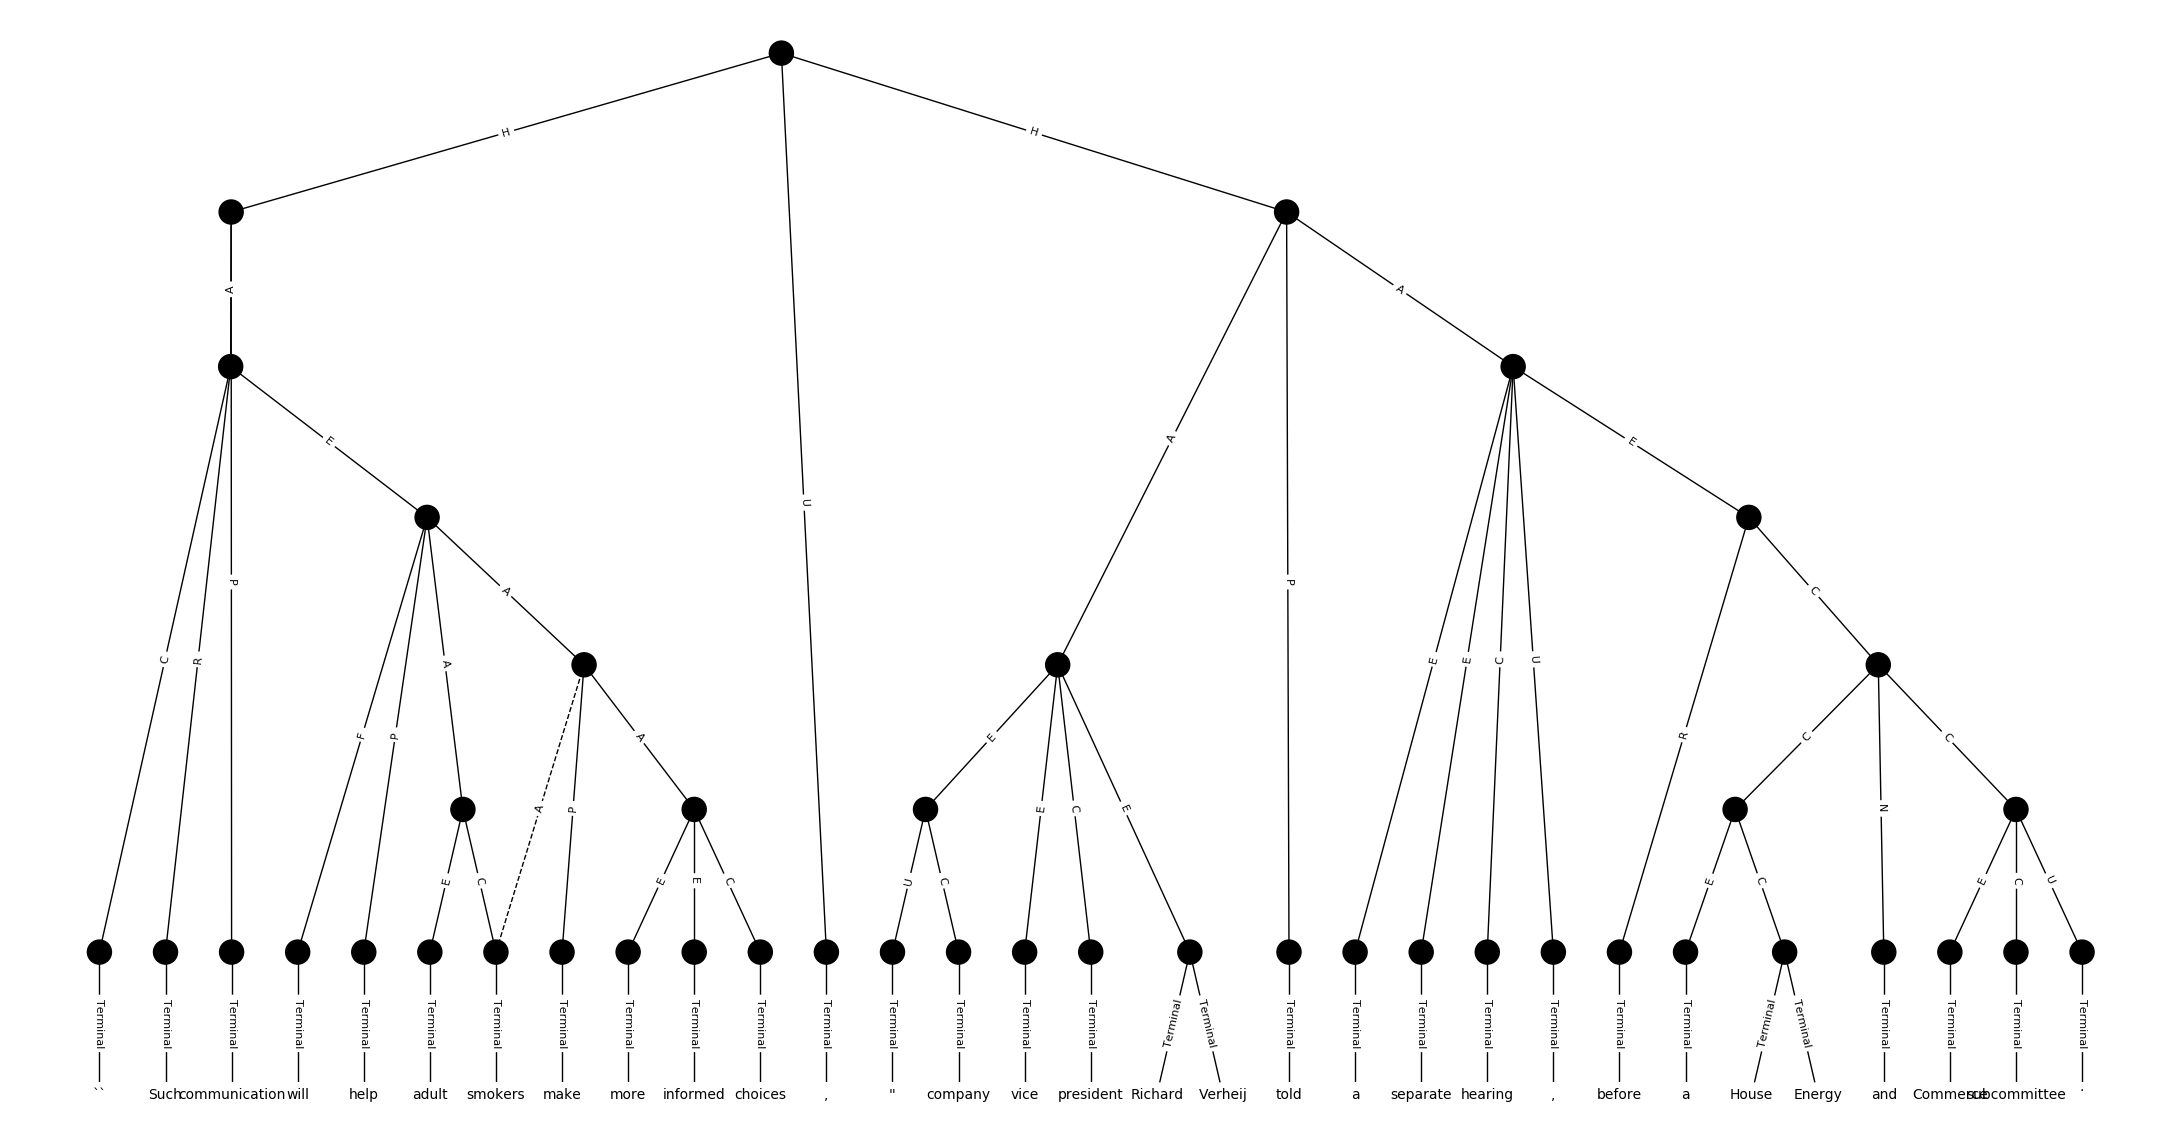 H H
A A
A E E
C R P U P E E C U
A C
F P A A E R C N C
A P E E C E
E C E E C U C E C E C U
Terminal Terminal Terminal Terminal Terminal Terminal Terminal Terminal Terminal Terminal Terminal Terminal Terminal Terminal Terminal Terminal Terminal Terminal Terminal Terminal Terminal Terminal Terminal Terminal Terminal Terminal Terminal Terminal Terminal Terminal Terminal
`` Such communication will help adult smokers make more informed choices , " company vice president Richard Verheij told a separate hearing , before a House Energy and Commerce subcommittee .